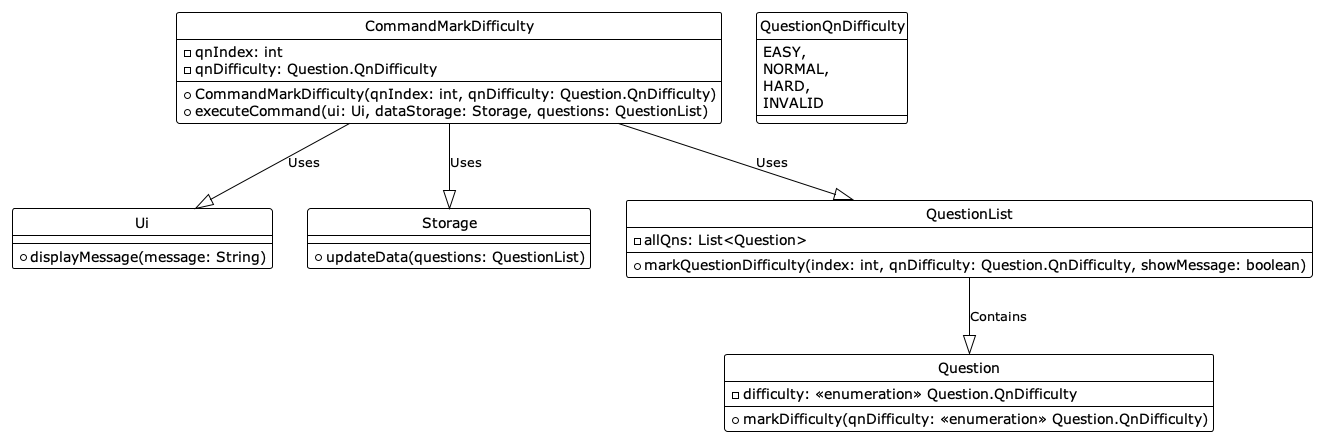 CommandMarkDifficulty
qnIndex: int
qnDifficulty: Question.QnDifficulty
CommandMarkDifficulty(qnIndex: int, qnDifficulty: Question.QnDifficulty)
executeCommand(ui: Ui, dataStorage: Storage, questions: QuestionList)
QuestionQnDifficulty
EASY,
NORMAL,
HARD,
INVALID
Uses
Uses
Uses
Ui
displayMessage(message: String)
Storage
updateData(questions: QuestionList)
QuestionList
allQns: List<Question>
markQuestionDifficulty(index: int, qnDifficulty: Question.QnDifficulty, showMessage: boolean)
Contains
Question
difficulty: «enumeration» Question.QnDifficulty
markDifficulty(qnDifficulty: «enumeration» Question.QnDifficulty)